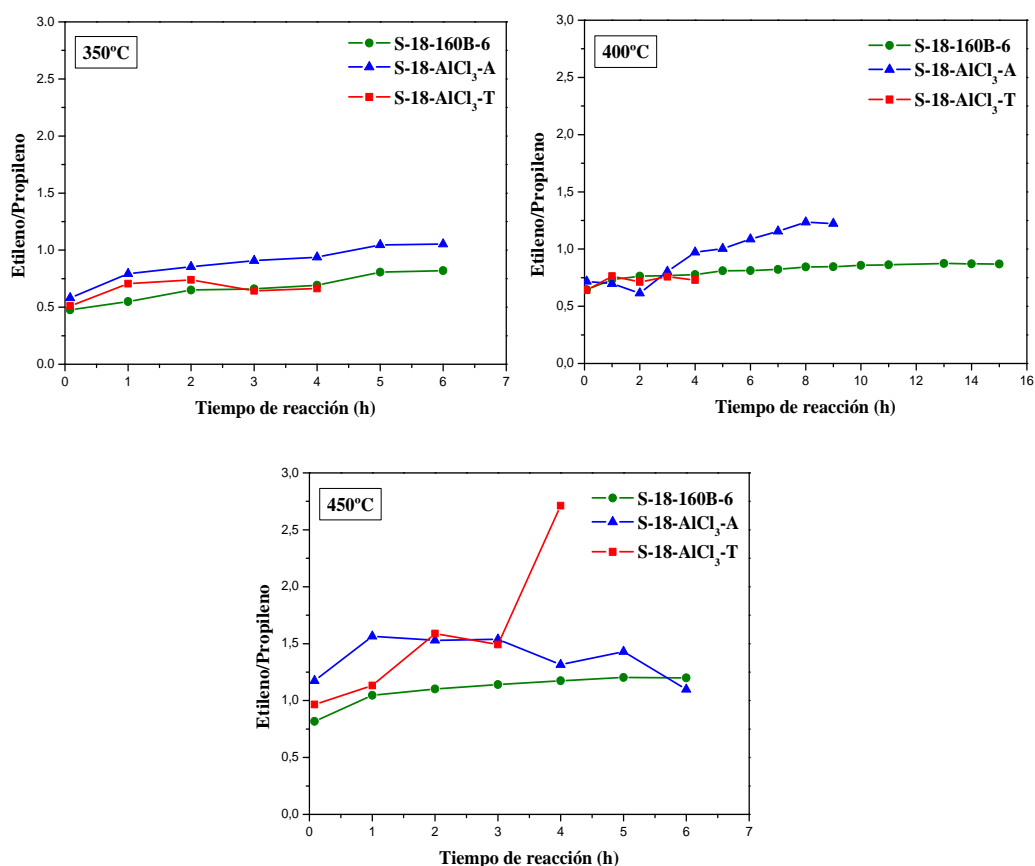 350ºC
S-18-160B-6
S-18-AlCl3-A
S-18-AlCl3-T
Etileno/Propileno
3.0
2.5
2.0
1.5
1.0
0.5
0.0
0 1 2 3 4 5 6 7
Tiempo de reacción (h)
400ºC
S-18-160B-6
S-18-AlCl3-A
S-18-AlCl3-T
Etileno/Propileno
3,0
2,5
2,0
1,5
1,0
0,5
0,0
0 2 4 6 8 10 12 14 16
Tiempo de reacción (h)
450ºC
S-18-160B-6
S-18-AlCl3-A
S-18-AlCl3-T
Etileno/Propileno
3,0
2,5
2,0
1,5
1,0
0,5
0,0
0 1 2 3 4 5 6 7
Tiempo de reacción (h)